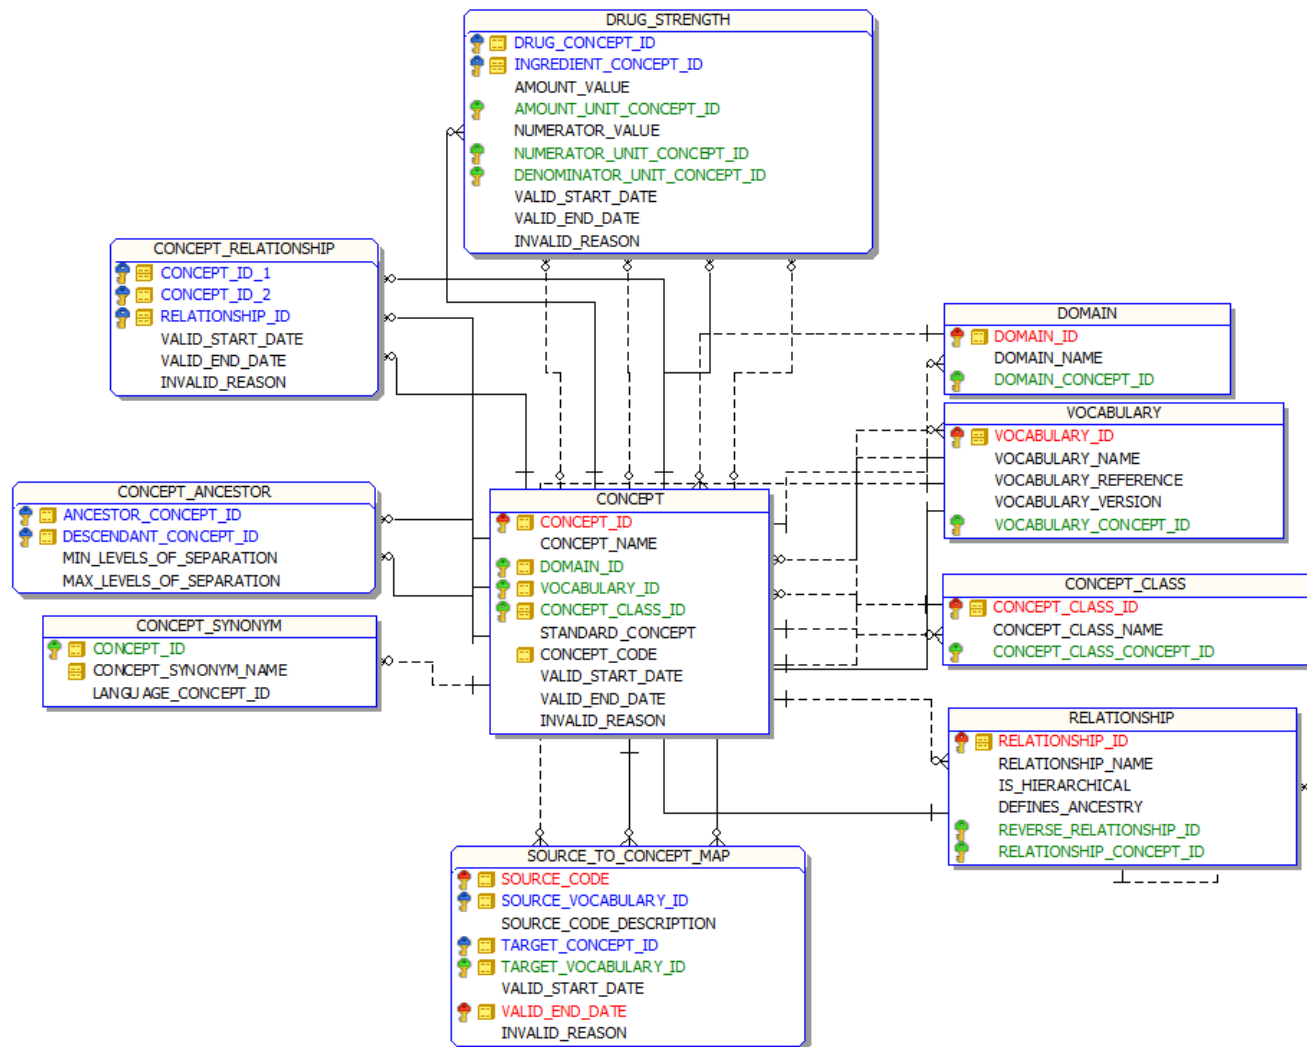 DRUG_STRENGTH
DRUG_CONCEPT_ID
INGREDIENT_CONCEPT_ID
AMOUNT_VALUE
AMOUNT_UNIT_CONCEPT_ID
NUMERATOR_VALUE
NUMERATOR_UNIT_CONCEPT_ID
DENOMINATOR_UNIT_CONCEPT_ID
VALID_START_DATE
VALID_END_DATE
INVALID_REASON
CONCEPT_RELATIONSHIP
CONCEPT_ID_1
CONCEPT_ID_2
RELATIONSHIP_ID
VALID_START_DATE
VALID_END_DATE
INVALID_REASON
DOMAIN
DOMAIN_ID
DOMAIN_NAME
DOMAIN_CONCEPT_ID
VOCABULARY
VOCABULARY_ID
VOCABULARY_NAME
VOCABULARY_REFERENCE
VOCABULARY_VERSION
VOCABULARY_CONCEPT_ID
CONCEPT_ANCESTOR
ANCESTOR_CONCEPT_ID
DESCENDANT_CONCEPT_ID
MIN_LEVELS_OF_SEPARATION
MAX_LEVELS_OF_SEPARATION
CONCEPT
CONCEPT_ID
CONCEPT_NAME
DOMAIN_ID
VOCABULARY_ID
CONCEPT_CLASS_ID
STANDARD_CONCEPT
CONCEPT_CODE
VALID_START_DATE
VALID_END_DATE
INVALID_REASON
CONCEPT_CLASS
CONCEPT_CLASS_ID
CONCEPT_CLASS_NAME
CONCEPT_CLASS_CONCEPT_ID
CONCEPT_SYNONYM
CONCEPT_ID
CONCEPT_SYNONYM_NAME
LANGUAGE_CONCEPT_ID
RELATIONSHIP
RELATIONSHIP_ID
RELATIONSHIP_NAME
IS_HIERARCHICAL
DEFINES_ANCESTRY
REVERSE_RELATIONSHIP_ID
RELATIONSHIP_CONCEPT_ID
SOURCE_TO_CONCEPT_MAP
SOURCE_CODE
SOURCE_VOCABULARY_ID
SOURCE_CODE_DESCRIPTION
TARGET_CONCEPT_ID
TARGET_VOCABULARY_ID
VALID_START_DATE
VALID_END_DATE
INVALID_REASON